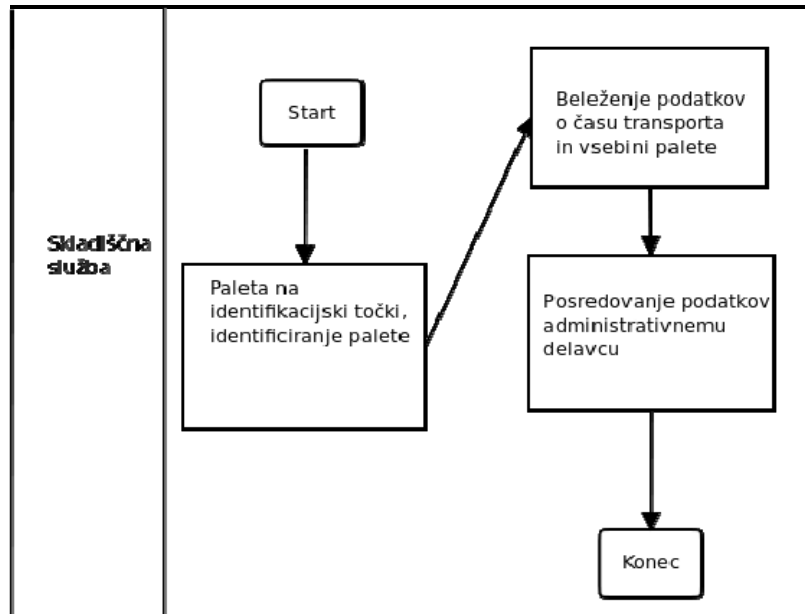 Skladiščna
služba
Start
Paleta na
identifikacijski točki,
identificiranje palete
Beleženje podatkov
o času transporta
in vsebini palete
Posredovanje podatkov
administrativnemu
delavcu
Konec